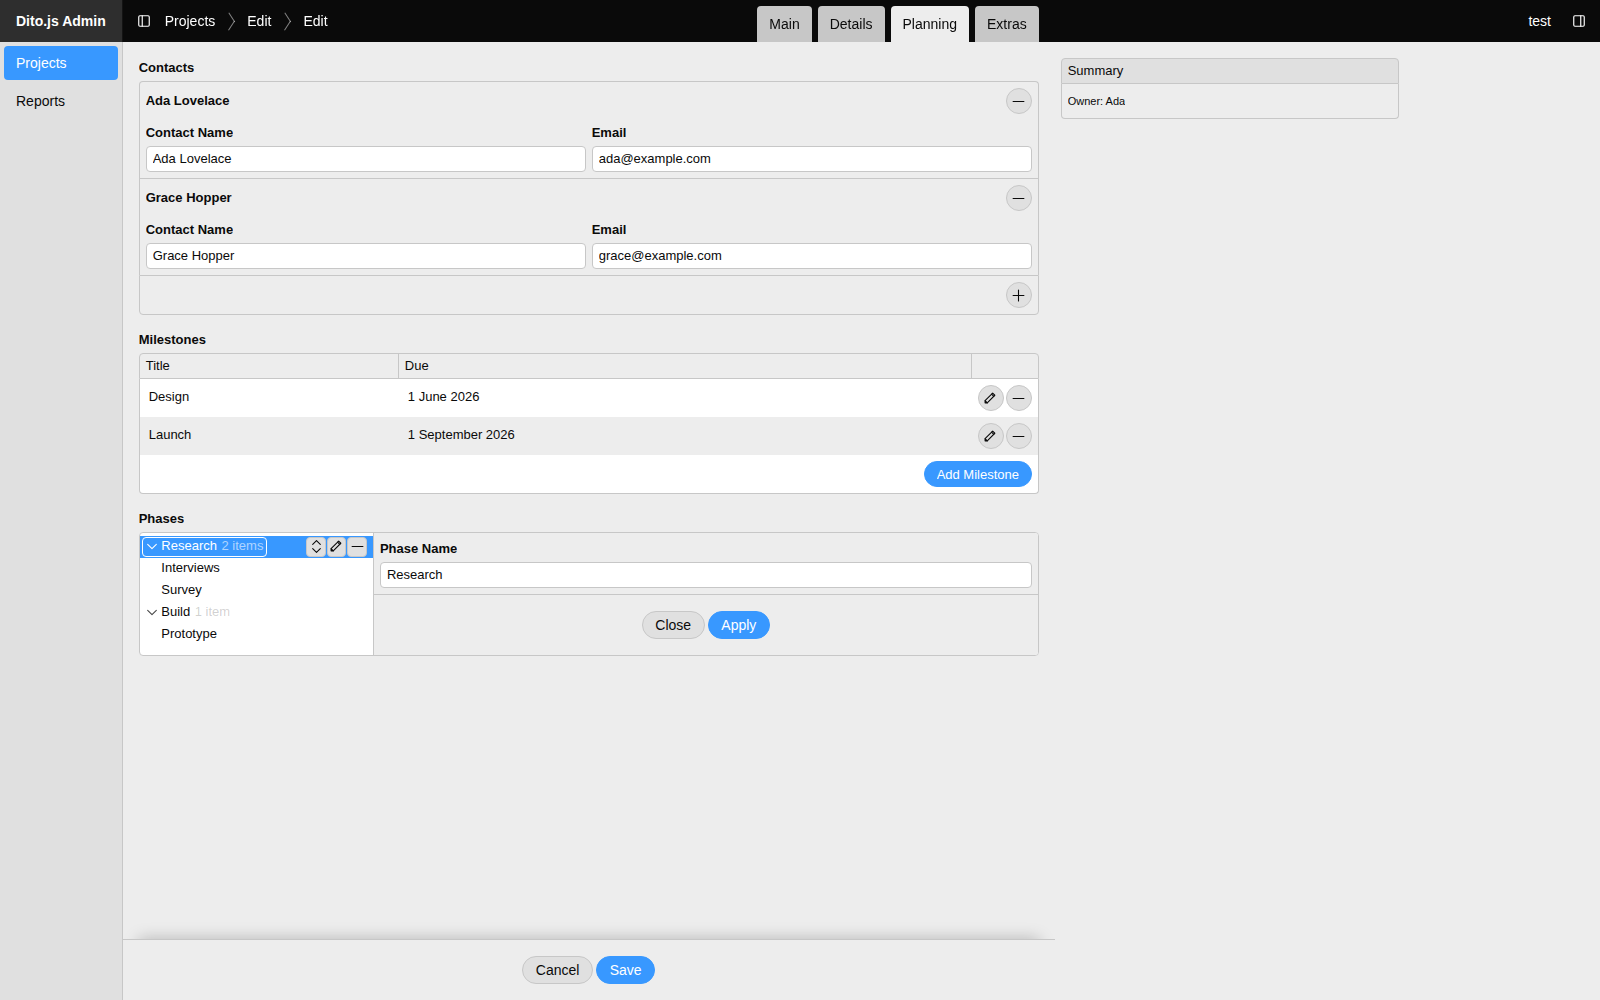 Dito.js Admin
Projects
Edit
Edit
Main
Details
Planning
Extras
test
Projects
Reports
Contacts
Ada Lovelace
Contact Name
Email
Ada Lovelace
ada@example.com
Grace Hopper
Contact Name
Email
Grace Hopper
grace@example.com
Milestones
Title
Due
Design
1 June 2026
Launch
1 September 2026
Add Milestone
Phases
Research 2 items
Interviews
Survey
Build 1 item
Prototype
Phase Name
Research
Close
Apply
Summary
Owner: Ada
Cancel
Save